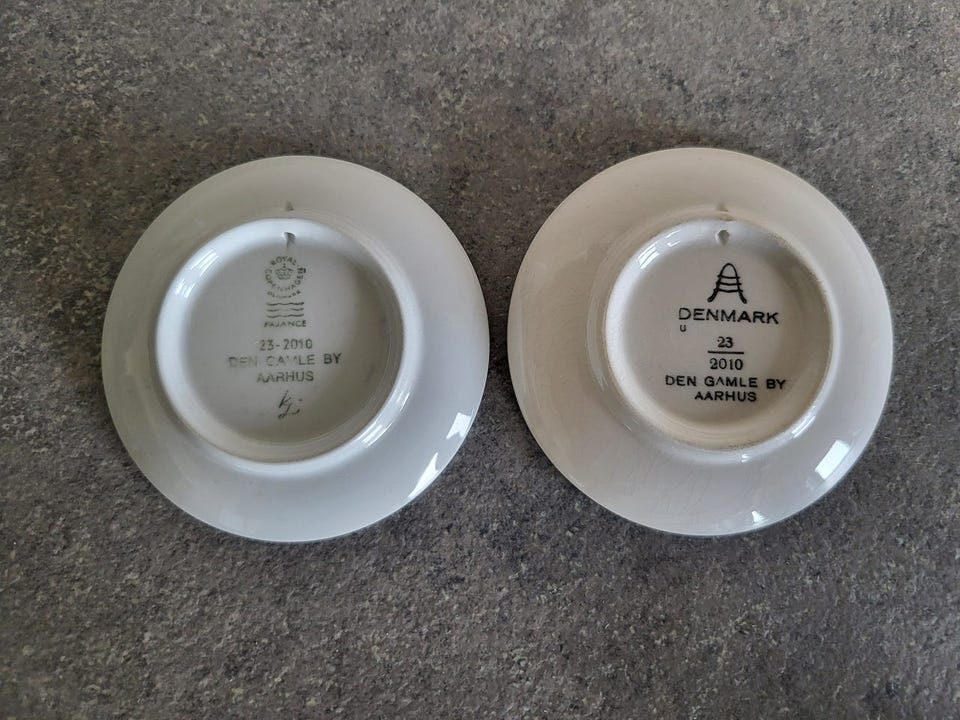 ROYAL COPENHAGEN
DENMARK
FAJANCE
23-2010
DEN GAMLE BY
AARHUS
DENMARK
U
23
2010
DEN GAMLE BY
AARHUS